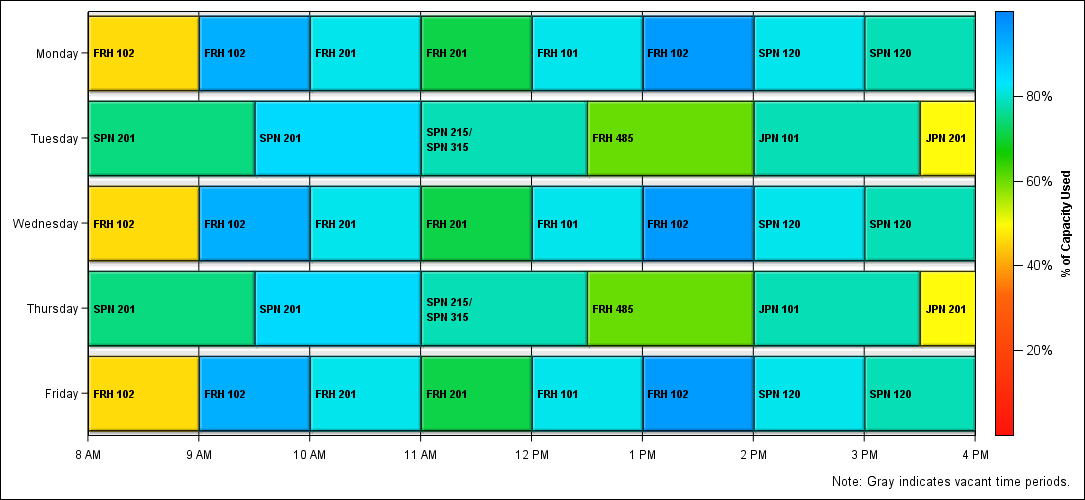 Monday
FRH 102
FRH 102
FRH 201
FRH 201
FRH 101
FRH 102
SPN 120
SPN 120
Tuesday
SPN 201
SPN 201
SPN 215/
SPN 315
FRH 485
JPN 101
JPN 201
Wednesday
FRH 102
FRH 102
FRH 201
FRH 201
FRH 101
FRH 102
SPN 120
SPN 120
Thursday
SPN 201
SPN 201
SPN 215/
SPN 315
FRH 485
JPN 101
JPN 201
Friday
FRH 102
FRH 102
FRH 201
FRH 201
FRH 101
FRH 102
SPN 120
SPN 120
8 AM
9 AM
10 AM
11 AM
12 PM
1 PM
2 PM
3 PM
4 PM
80%
60%
40%
20%
% of Capacity Used
Note: Gray indicates vacant time periods.